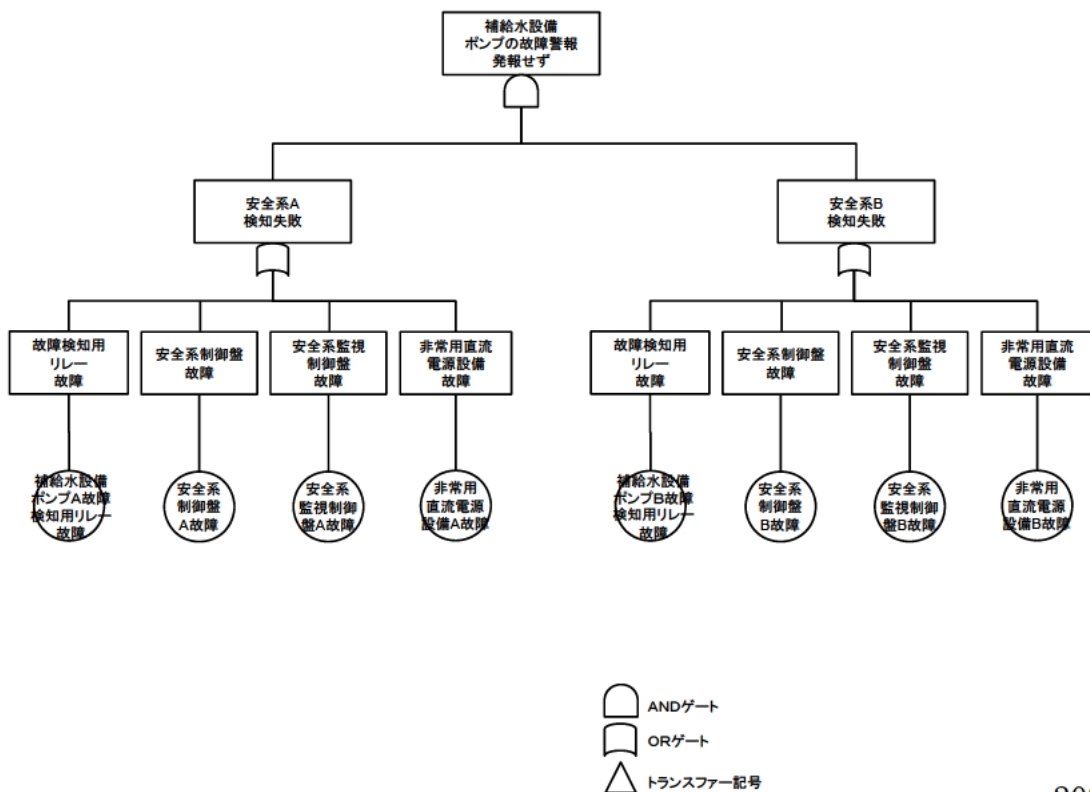 補給水設備
ポンプの故障警報
発報せず
安全系A
検知失敗
安全系B
検知失敗
故障検知用
リレー
故障
安全系制御盤
故障
安全系監視
制御盤
故障
非常用直流
電源設備
故障
故障検知用
リレー
故障
安全系制御盤
故障
安全系監視
制御盤
故障
非常用直流
電源設備
故障
補給水設備
ポンプA故障
検知用リレー
故障
安全系
制御盤
A故障
安全系
監視制御
盤A故障
非常用
直流電源
設備A故障
補給水設備
ポンプB故障
検知用リレー
故障
安全系
制御盤
B故障
安全系
監視制御
盤B故障
非常用
直流電源
設備B故障
ANDゲート
ORゲート
トランスファー記号